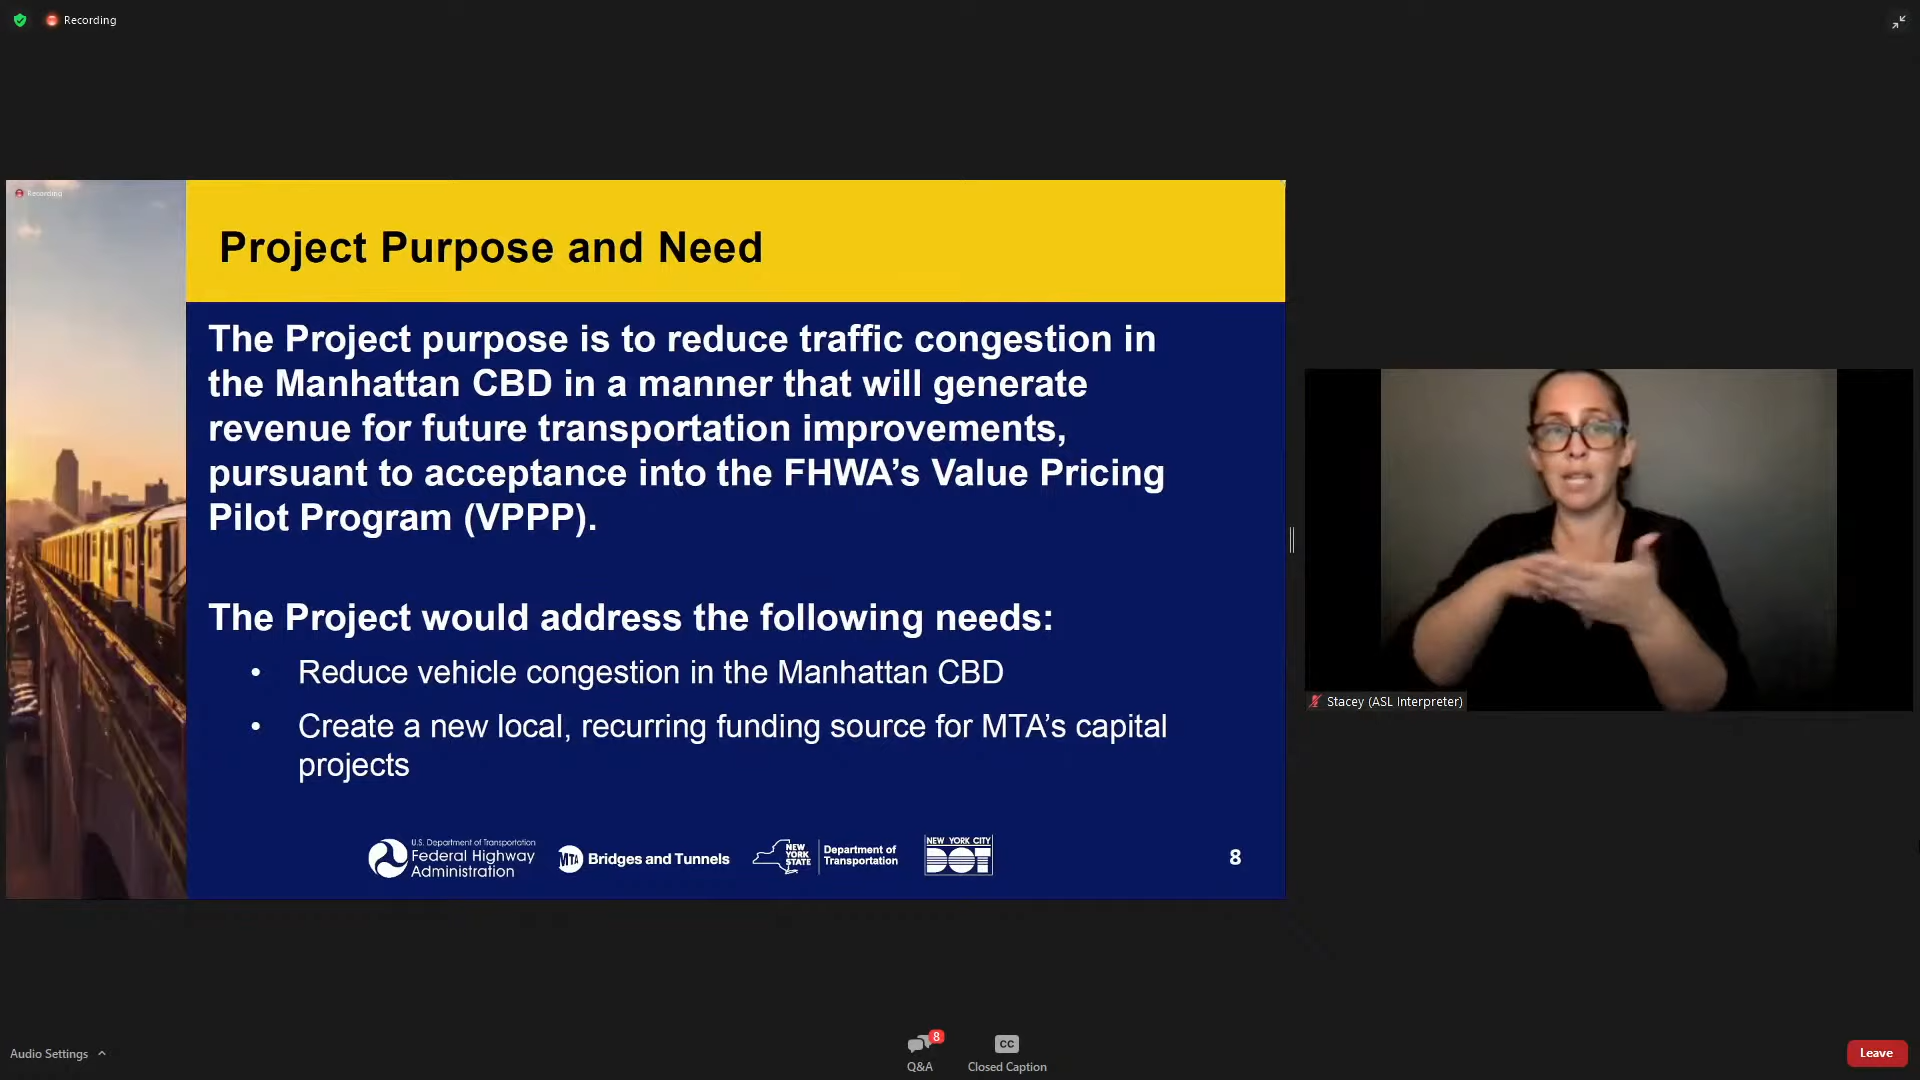 Recording
Recording
Project Purpose and Need
The Project purpose is to reduce traffic congestion in
the Manhattan CBD in a manner that will generate
revenue for future transportation improvements,
pursuant to acceptance into the FHWA’s Value Pricing
Pilot Program (VPPP).
The Project would address the following needs:
• Reduce vehicle congestion in the Manhattan CBD
• Create a new local, recurring funding source for MTA’s capital
projects
U.S. Department of Transportation
Federal Highway
Administration
MTA Bridges and Tunnels
NEW
YORK
STATE
Department of
Transportation
NEW YORK CITY
DOT
8
Stacey (ASL Interpreter)
Audio Settings
8
Q&A
CC
Closed Caption
Leave